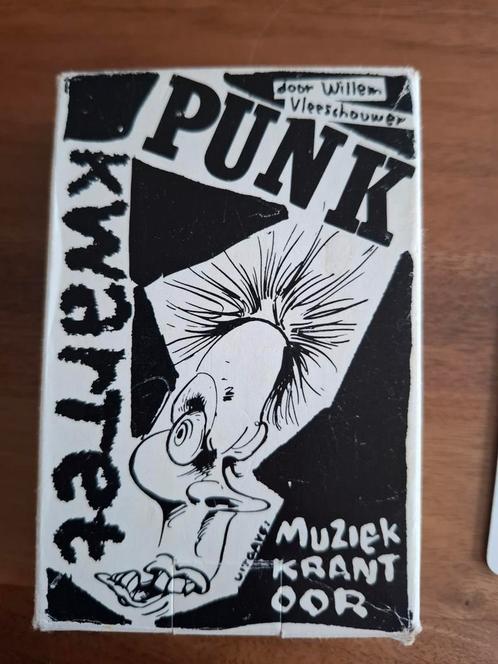 door Willem
Vleeschouwer
PUNK
KWARTET
UITGAVE:
MUZIEK
KRANT
OOR